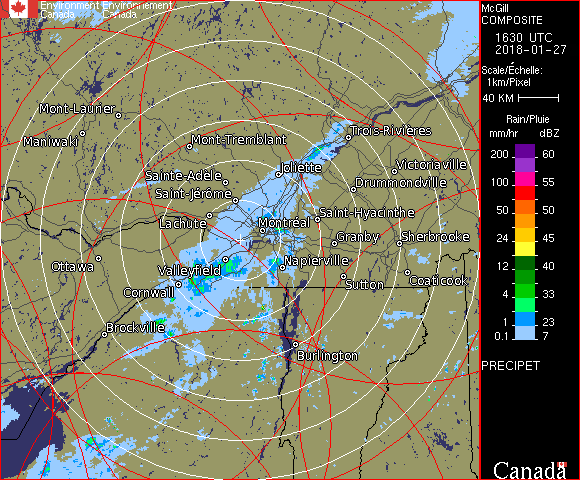 Environment Environnement
Canada Canada
McGill
COMPOSITE
1630 UTC
2018-01-27
Scale/Échelle:
1km/Pixel
40 KM
Rain/Pluie
mm/hr dBZ
200 60
100 55
50 50
24 45
12 40
4 33
1 23
0.1 7
PRECIPET
Canada
Mont-Laurier
Maniwaki
Mont-Tremblant
Trois-Rivières
Joliette
Victoriaville
Sainte-Adèle
Drummondville
Saint-Jérôme
Saint-Hyacinthe
Lachute
Montréal
Granby
Sherbrooke
Ottawa
Valleyfield
Napierville
Cornwall
Sutton
Coaticook
Brockville
Burlington